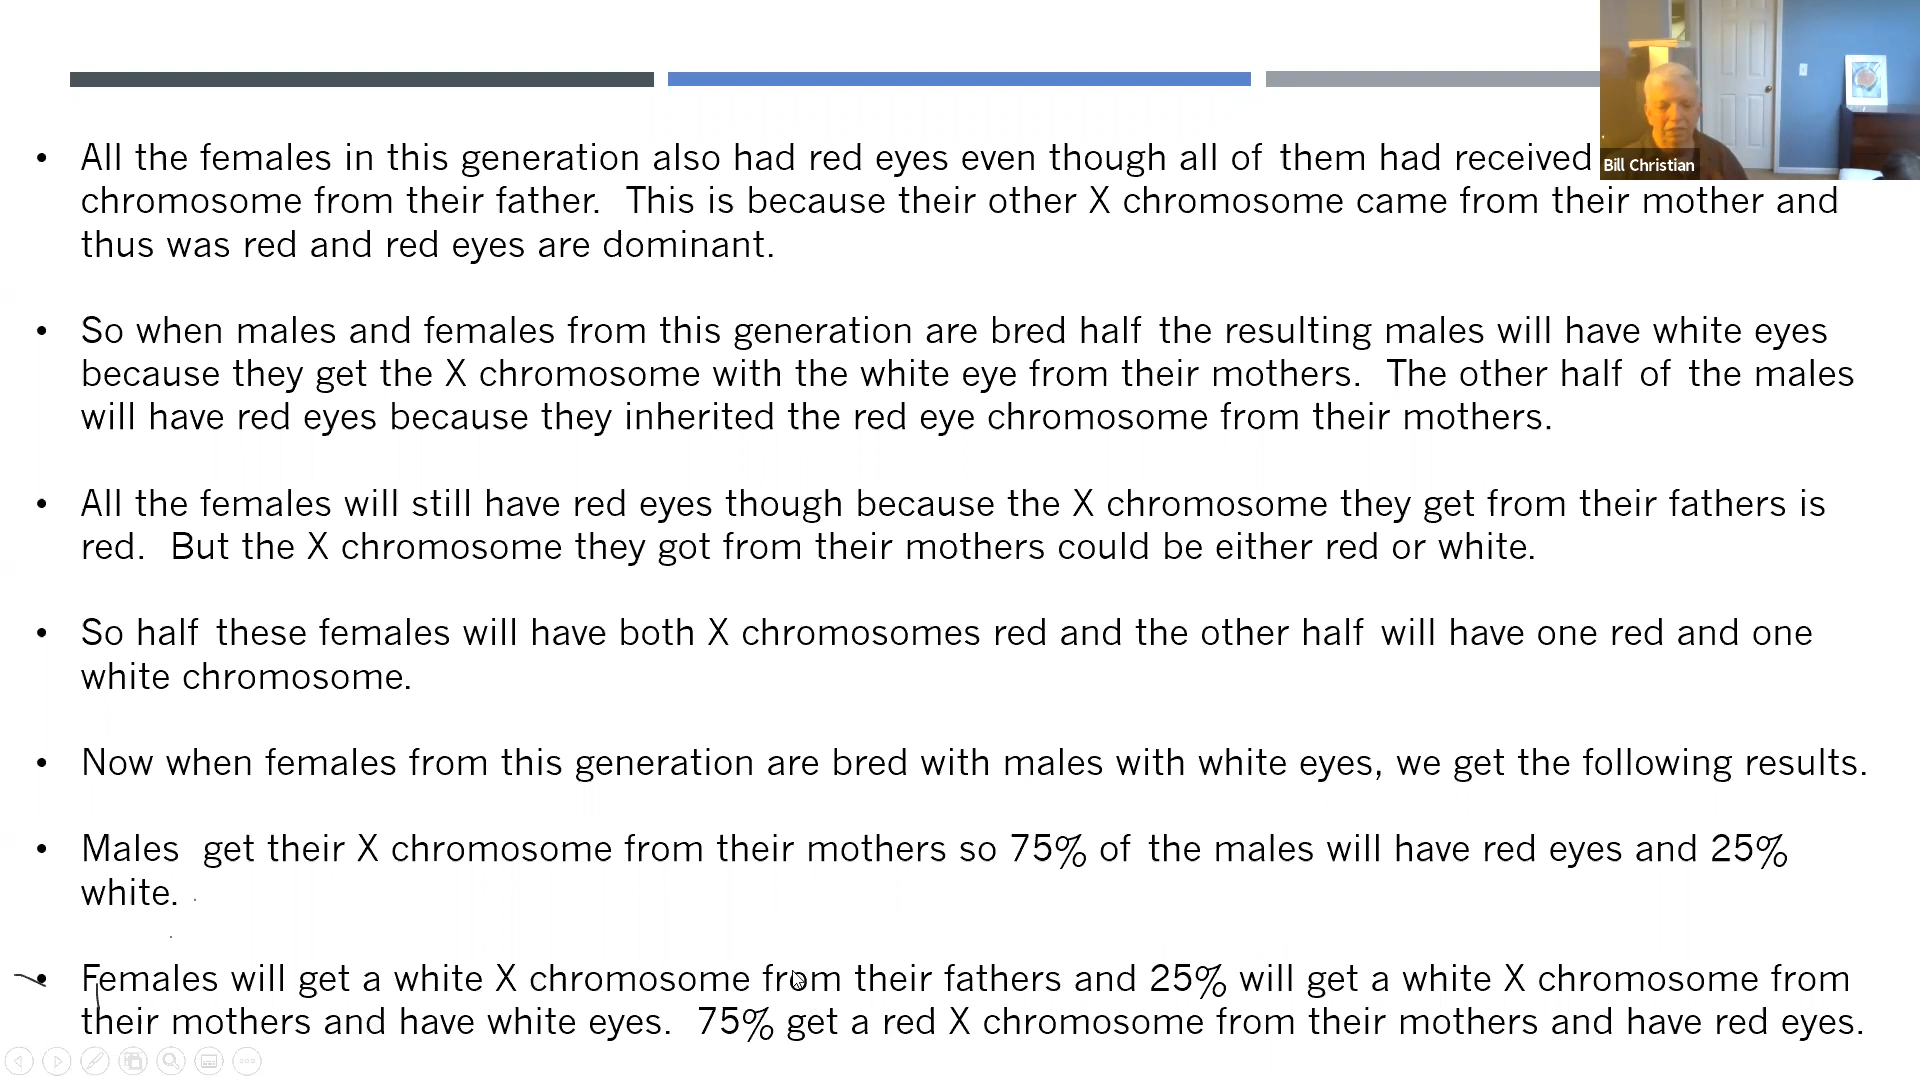 All the females in this generation also had red eyes even though all of them had received
chromosome from their father. This is because their other X chromosome came from their mother and
thus was red and red eyes are dominant.
So when males and females from this generation are bred half the resulting males will have white eyes
because they get the X chromosome with the white eye from their mothers. The other half of the males
will have red eyes because they inherited the red eye chromosome from their mothers.
All the females will still have red eyes though because the X chromosome they get from their fathers is
red. But the X chromosome they got from their mothers could be either red or white.
So half these females will have both X chromosomes red and the other half will have one red and one
white chromosome.
Now when females from this generation are bred with males with white eyes, we get the following results.
Males get their X chromosome from their mothers so 75% of the males will have red eyes and 25%
white.
Females will get a white X chromosome from their fathers and 25% will get a white X chromosome from
their mothers and have white eyes. 75% get a red X chromosome from their mothers and have red eyes.
Bill Christian